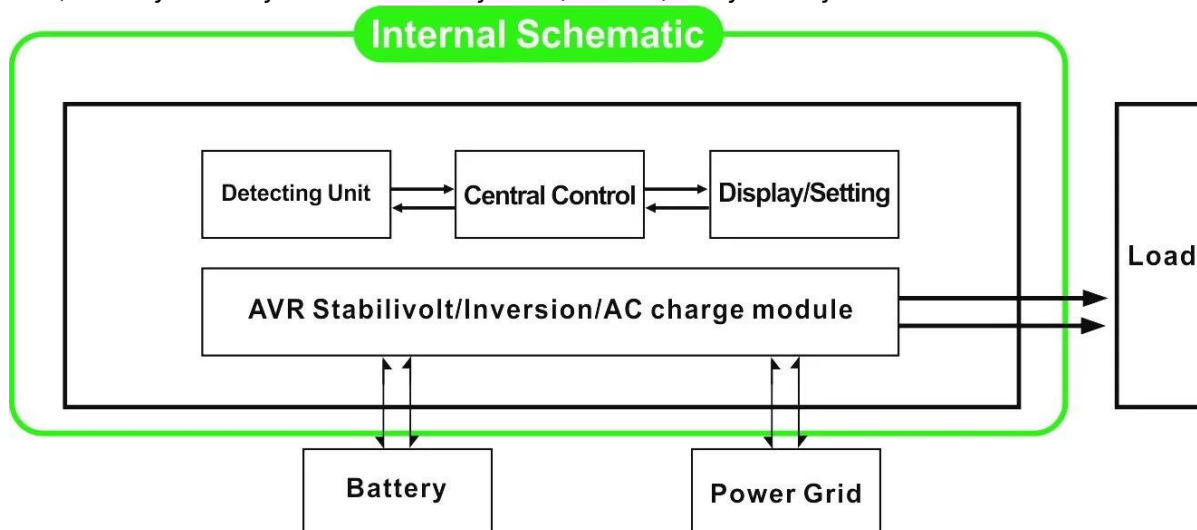 Internal Schematic
Detecting Unit
Central Control
Display/Setting
Load
AVR Stabilivolt/Inversion/AC charge module
Battery
Power Grid